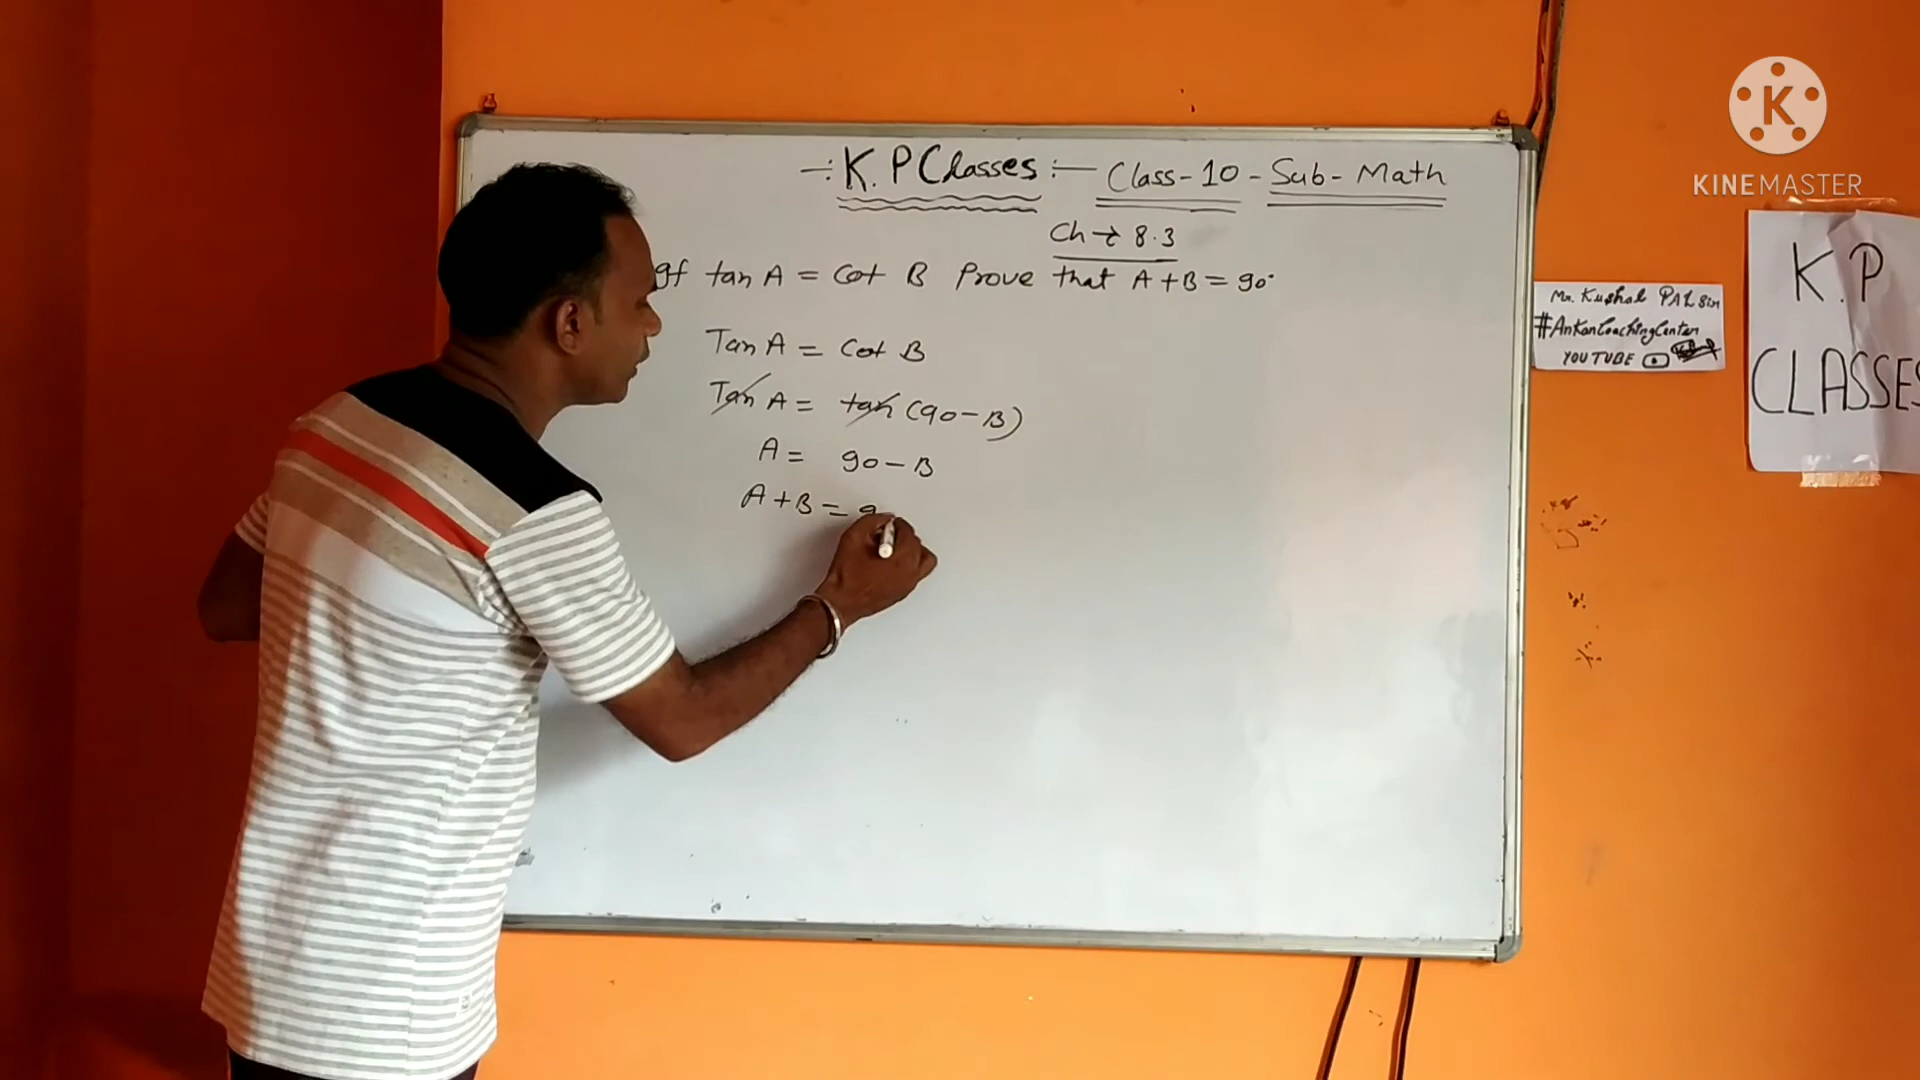 -: K. P Classes :- Class-10 - Sub- Math
Ch → 8.3
If tan A = Cot B Prove that A+B = 90°
Tan A = Cot B
Tan A = tan (90-B)
A = 90-B
A+B = 9
K
KINEMASTER
Mr. Kushal PAL Sir
#AnKanCoachingCenter
YOUTUBE
K.P
CLASSES